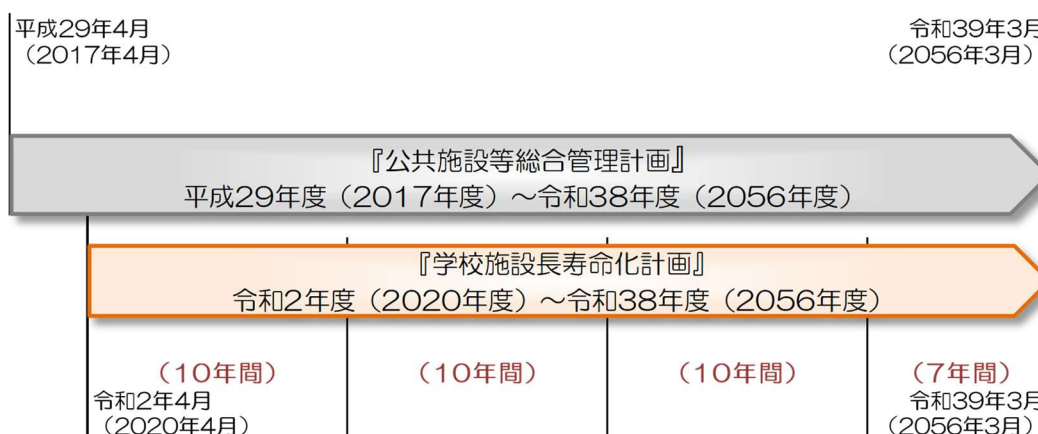 平成29年4月
（2017年4月）
令和39年3月
（2056年3月）
『公共施設等総合管理計画』
平成29年度（2017年度）～令和38年度（2056年度）
『学校施設長寿命化計画』
令和2年度（2020年度）～令和38年度（2056年度）
（10年間）
（10年間）
（10年間）
（7年間）
令和2年4月
（2020年4月）
令和39年3月
（2056年3月）